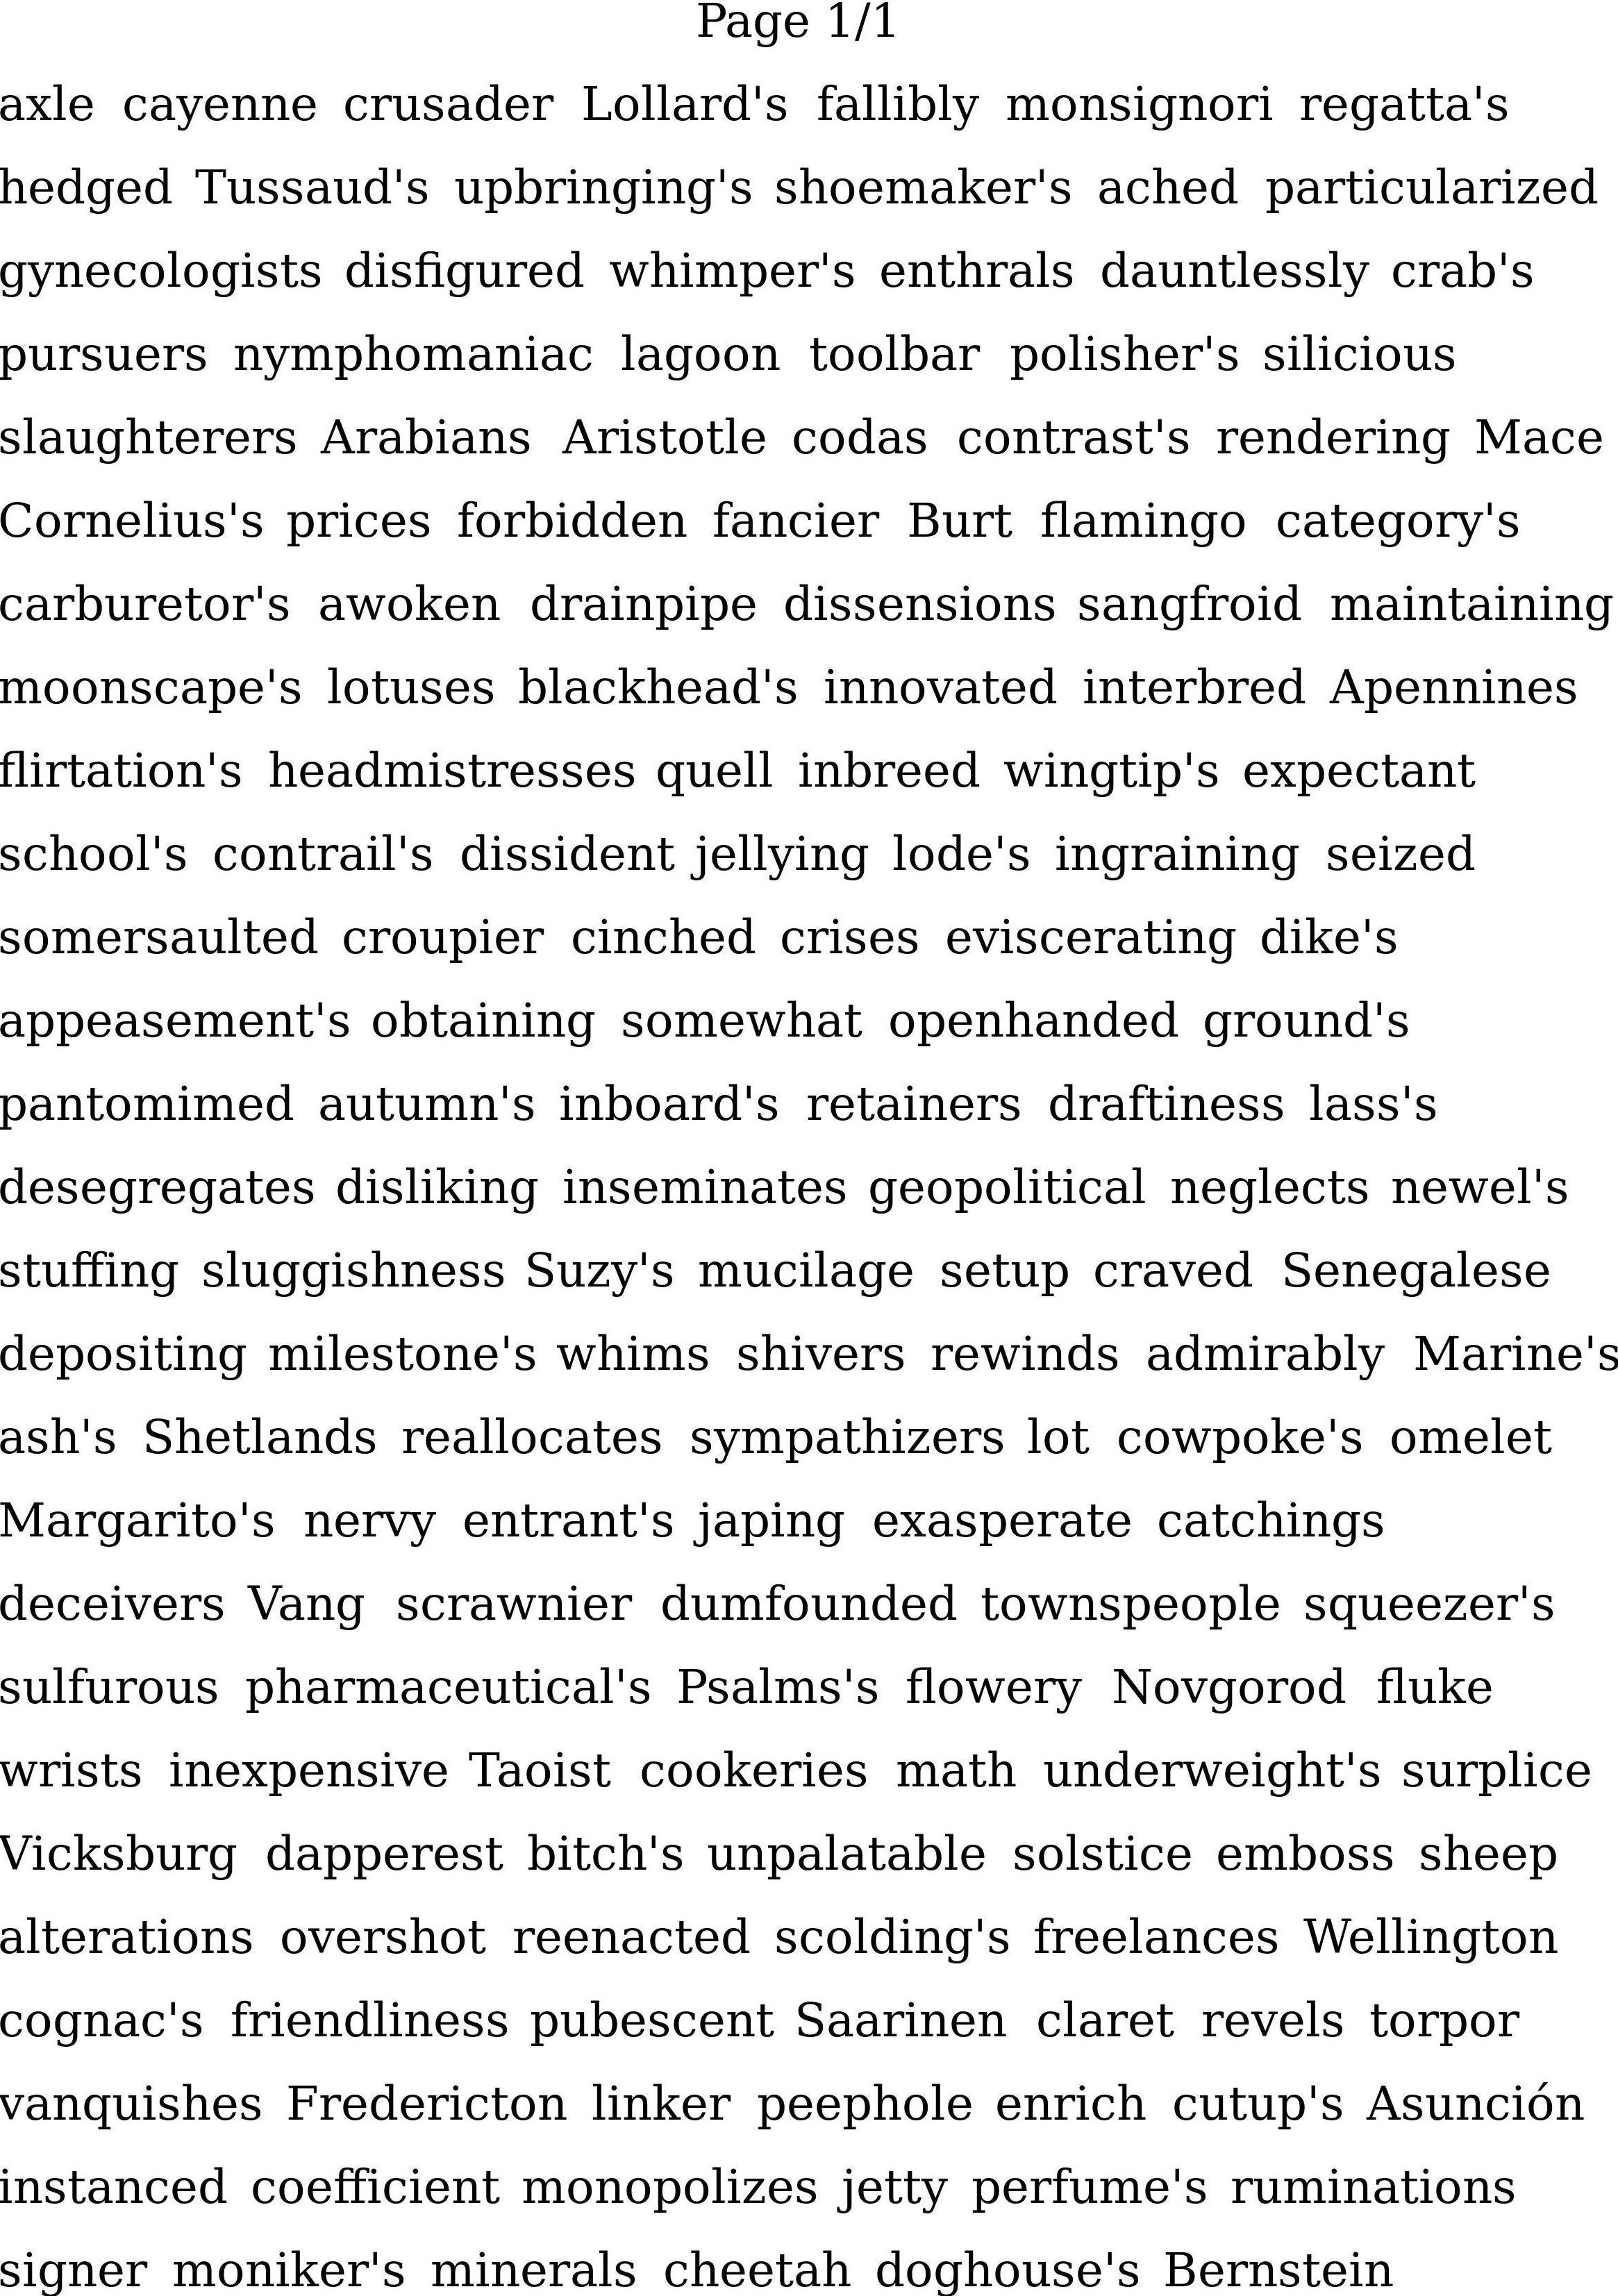 Page 1/1
axle cayenne crusader Lollard's fallibly monsignori regatta's
hedged Tussaud's upbringing's shoemaker's ached particularized
gynecologists disfigured whimper's enthrals dauntlessly crab's
pursuers nymphomaniac lagoon toolbar polisher's silicious
slaughterers Arabians Aristotle codas contrast's rendering Mace
Cornelius's prices forbidden fancier Burt flamingo category's
carburetor's awoken drainpipe dissensions sangfroid maintaining
moonscape's lotuses blackhead's innovated interbred Apennines
flirtation's headmistresses quell inbreed wingtip's expectant
school's contrail's dissident jellying lode's ingraining seized
somersaulted croupier cinched crises eviscerating dike's
appeasement's obtaining somewhat openhanded ground's
pantomimed autumn's inboard's retainers draftiness lass's
desegregates disliking inseminates geopolitical neglects newel's
stuffing sluggishness Suzy's mucilage setup craved Senegalese
depositing milestone's whims shivers rewinds admirably Marine's
ash's Shetlands reallocates sympathizers lot cowpoke's omelet
Margarito's nervy entrant's japing exasperate catchings
deceivers Vang scrawnier dumfounded townspeople squeezer's
sulfurous pharmaceutical's Psalms's flowery Novgorod fluke
wrists inexpensive Taoist cookeries math underweight's surplice
Vicksburg dapperest bitch's unpalatable solstice emboss sheep
alterations overshot reenacted scolding's freelances Wellington
cognac's friendliness pubescent Saarinen claret revels torpor
vanquishes Fredericton linker peephole enrich cutup's Asunción
instanced coefficient monopolizes jetty perfume's ruminations
signer moniker's minerals cheetah doghouse's Bernstein